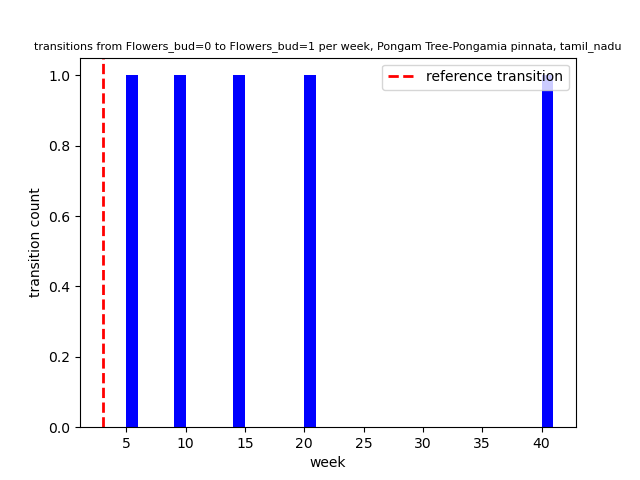 transitions from Flowers_bud=0 to Flowers_bud=1 per week, Pongam Tree-Pongamia pinnata, tamil_nadu
reference transition
transition count
1.0
0.8
0.6
0.4
0.2
0.0
5 10 15 20 25 30 35 40
week